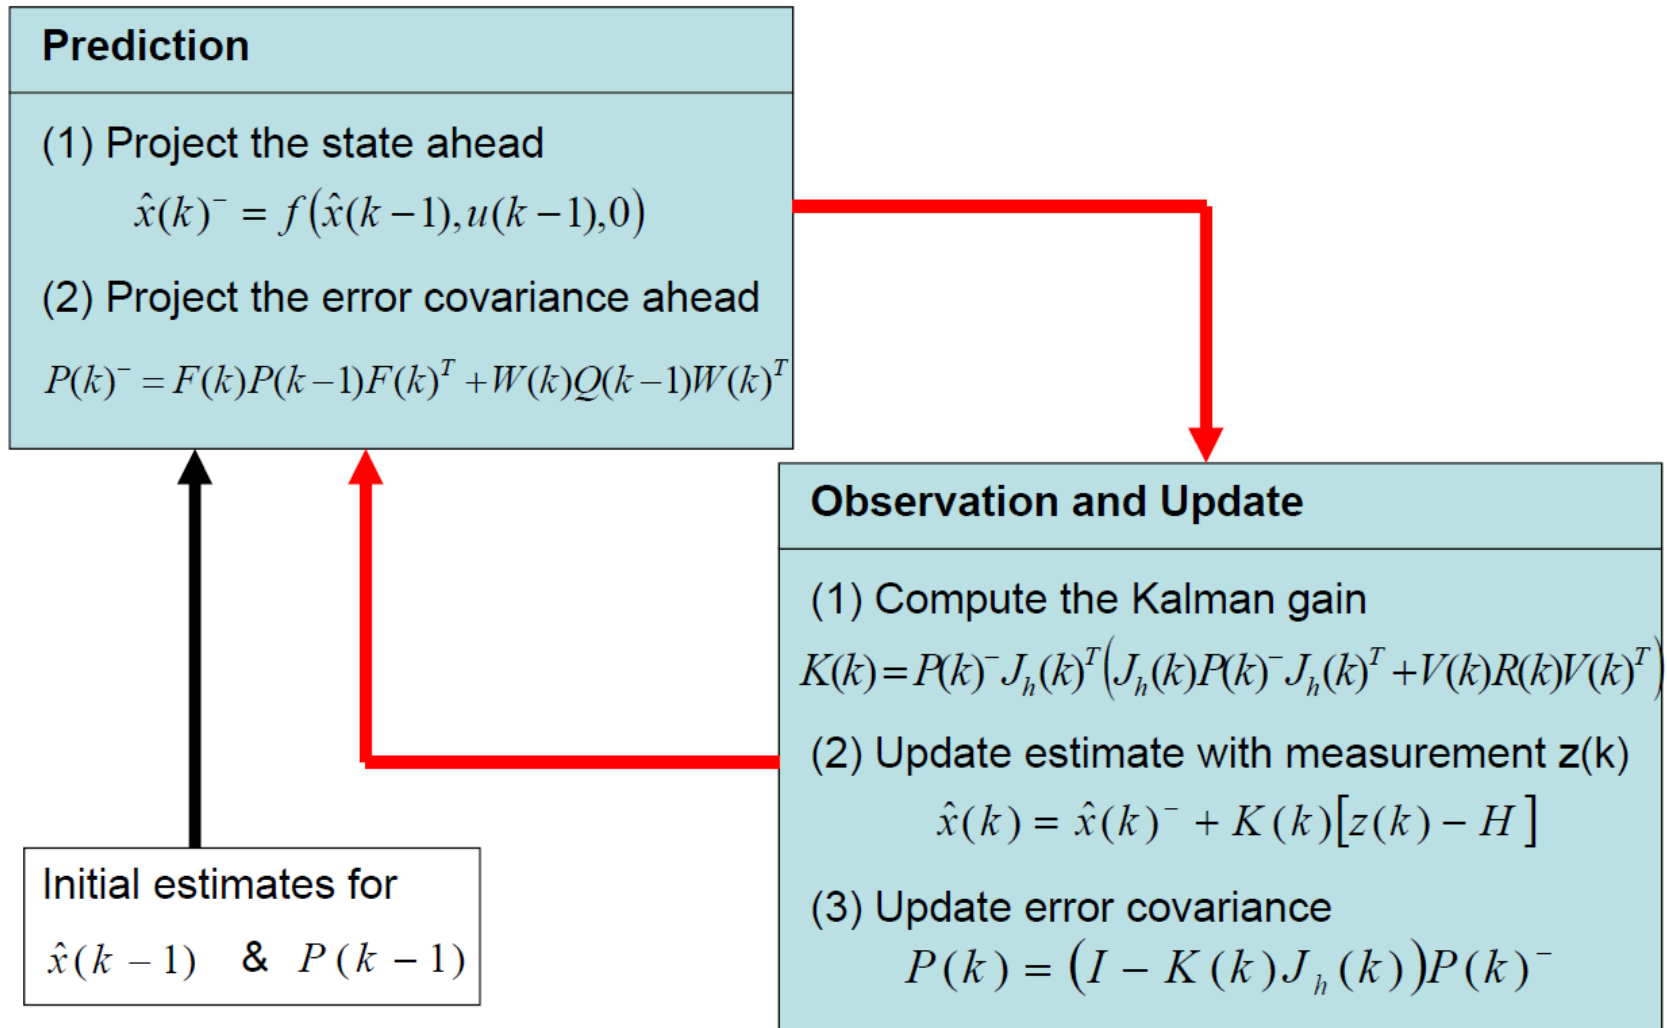 Prediction
(1) Project the state ahead
x̂(k)⁻ = f(x̂(k−1),u(k−1),0)
(2) Project the error covariance ahead
P(k)⁻ = F(k)P(k−1)F(k)ᵀ +W(k)Q(k−1)W(k)ᵀ
Observation and Update
(1) Compute the Kalman gain
K(k)=P(k)⁻J_h(k)ᵀ(J_h(k)P(k)⁻J_h(k)ᵀ+V(k)R(k)V(k)ᵀ)
(2) Update estimate with measurement z(k)
x̂(k) = x̂(k)⁻ + K(k)[z(k) − H]
(3) Update error covariance
P(k) = (I − K(k)J_h(k))P(k)⁻
Initial estimates for
x̂(k−1) & P(k−1)